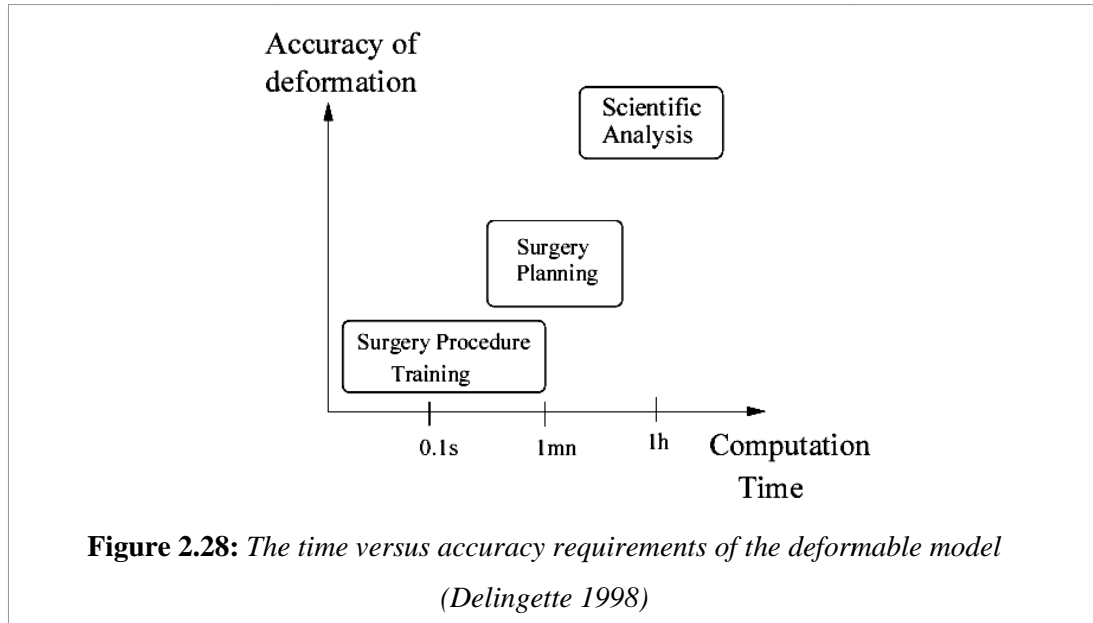 Accuracy of
deformation
Scientific
Analysis
Surgery
Planning
Surgery Procedure
Training
0.1s
1mn
1h
Computation
Time
Figure 2.28: The time versus accuracy requirements of the deformable model
(Delingette 1998)